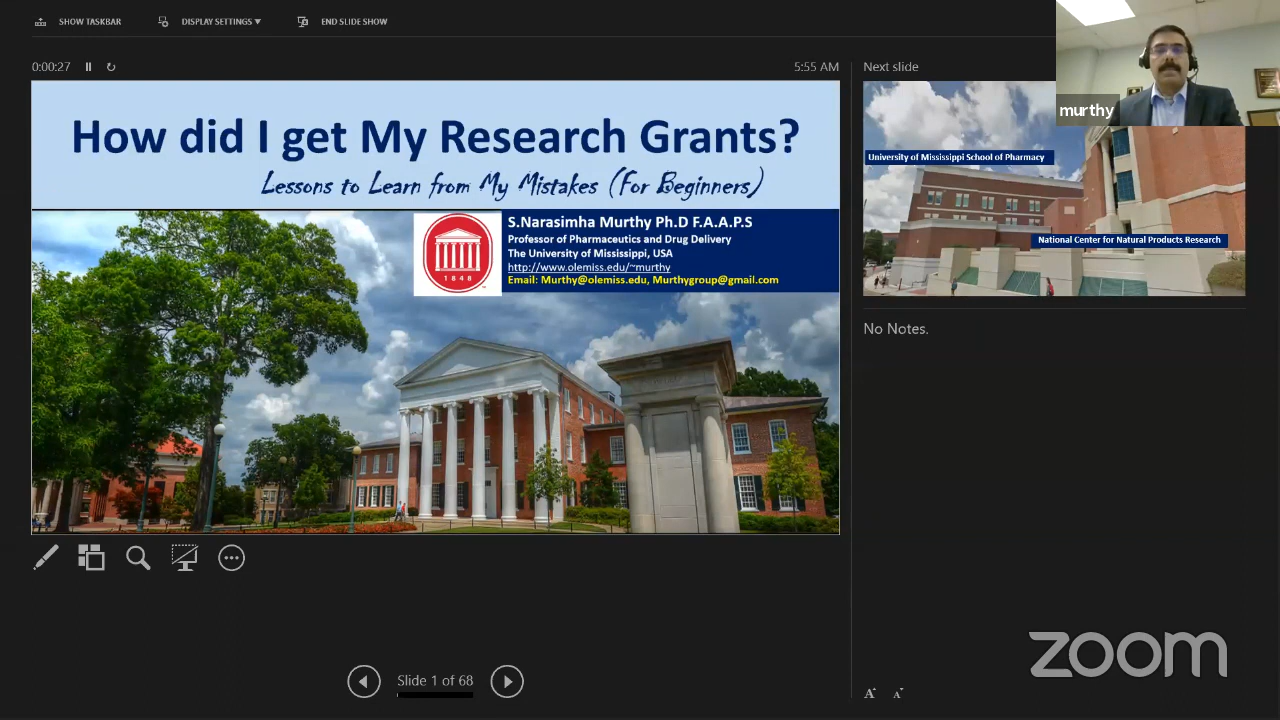 SHOW TASKBAR
DISPLAY SETTINGS ▼
END SLIDE SHOW
0:00:27
5:55 AM
How did I get My Research Grants?
Lessons to Learn from My Mistakes (For Beginners)
1848
S.Narasimha Murthy Ph.D F.A.A.P.S
Professor of Pharmaceutics and Drug Delivery
The University of Mississippi, USA
http://www.olemiss.edu/~murthy
Email: Murthy@olemiss.edu, Murthygroup@gmail.com
Slide 1 of 68
Next slide
murthy
University of Mississippi School of Pharmacy
National Center for Natural Products Research
No Notes.
zoom
A A